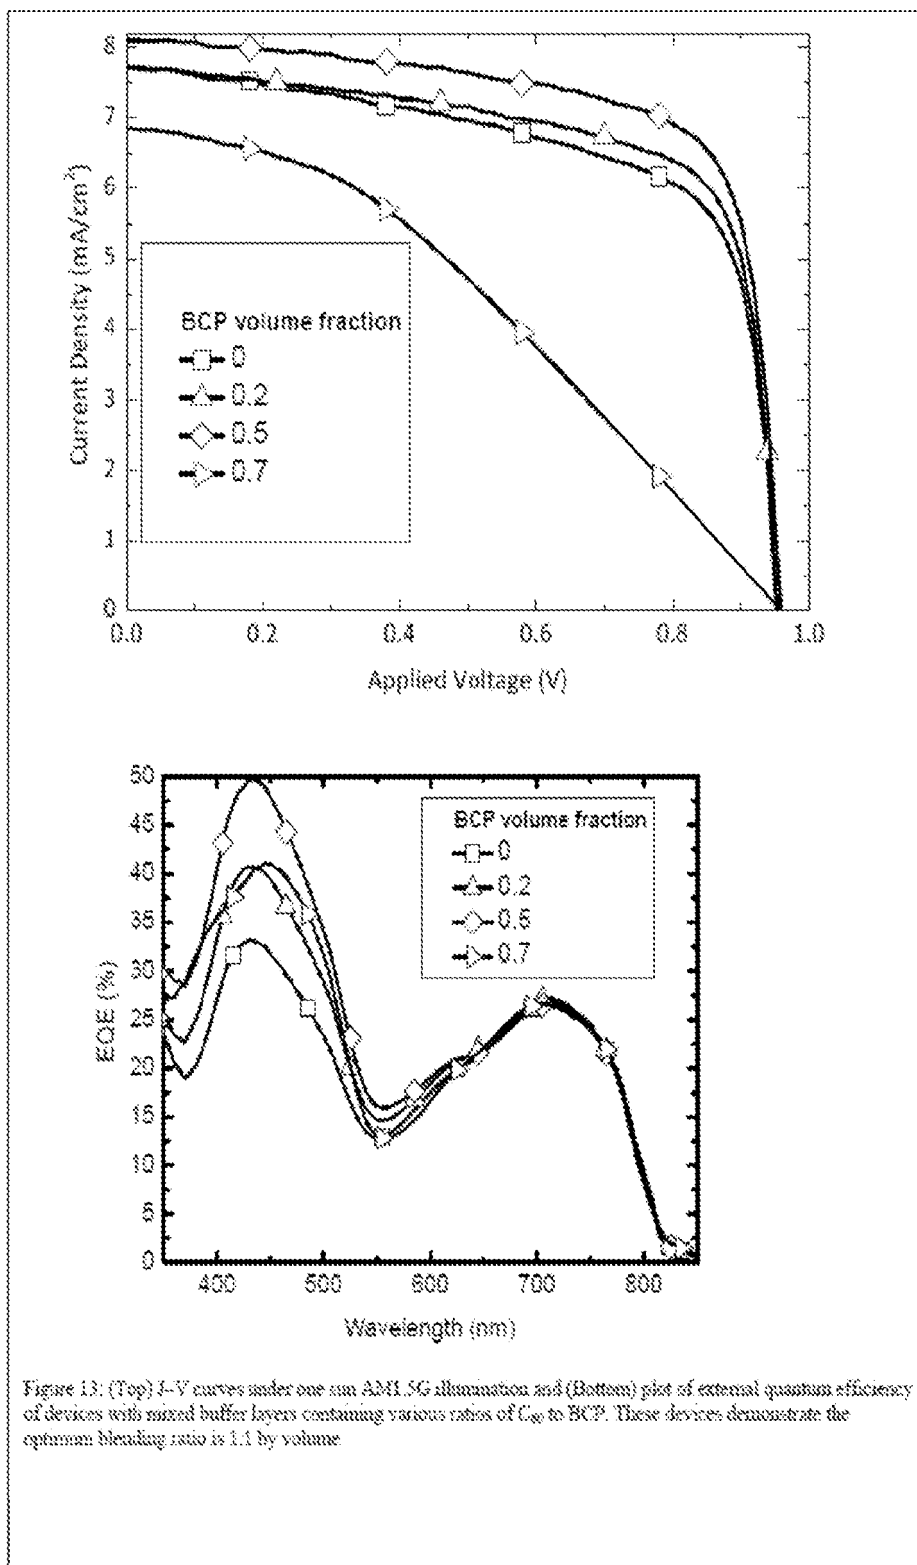 8
7
6
5
4
3
2
1
0
Current Density (mA/cm²)
BCP volume fraction
0
0.2
0.5
0.7
0.0 0.2 0.4 0.6 0.8 1.0
Applied Voltage (V)
50
45
40
35
30
25
20
15
10
5
0
EQE (%)
BCP volume fraction
0
0.2
0.5
0.7
400 500 600 700 800
Wavelength (nm)
Figure 13: (Top) J–V curves under one sun AM1.5G illumination and (Bottom) plot of external quantum efficiency
of devices with mixed buffer layers containing various ratios of C₆₀ to BCP. These devices demonstrate the
optimum blending ratio is 1:1 by volume